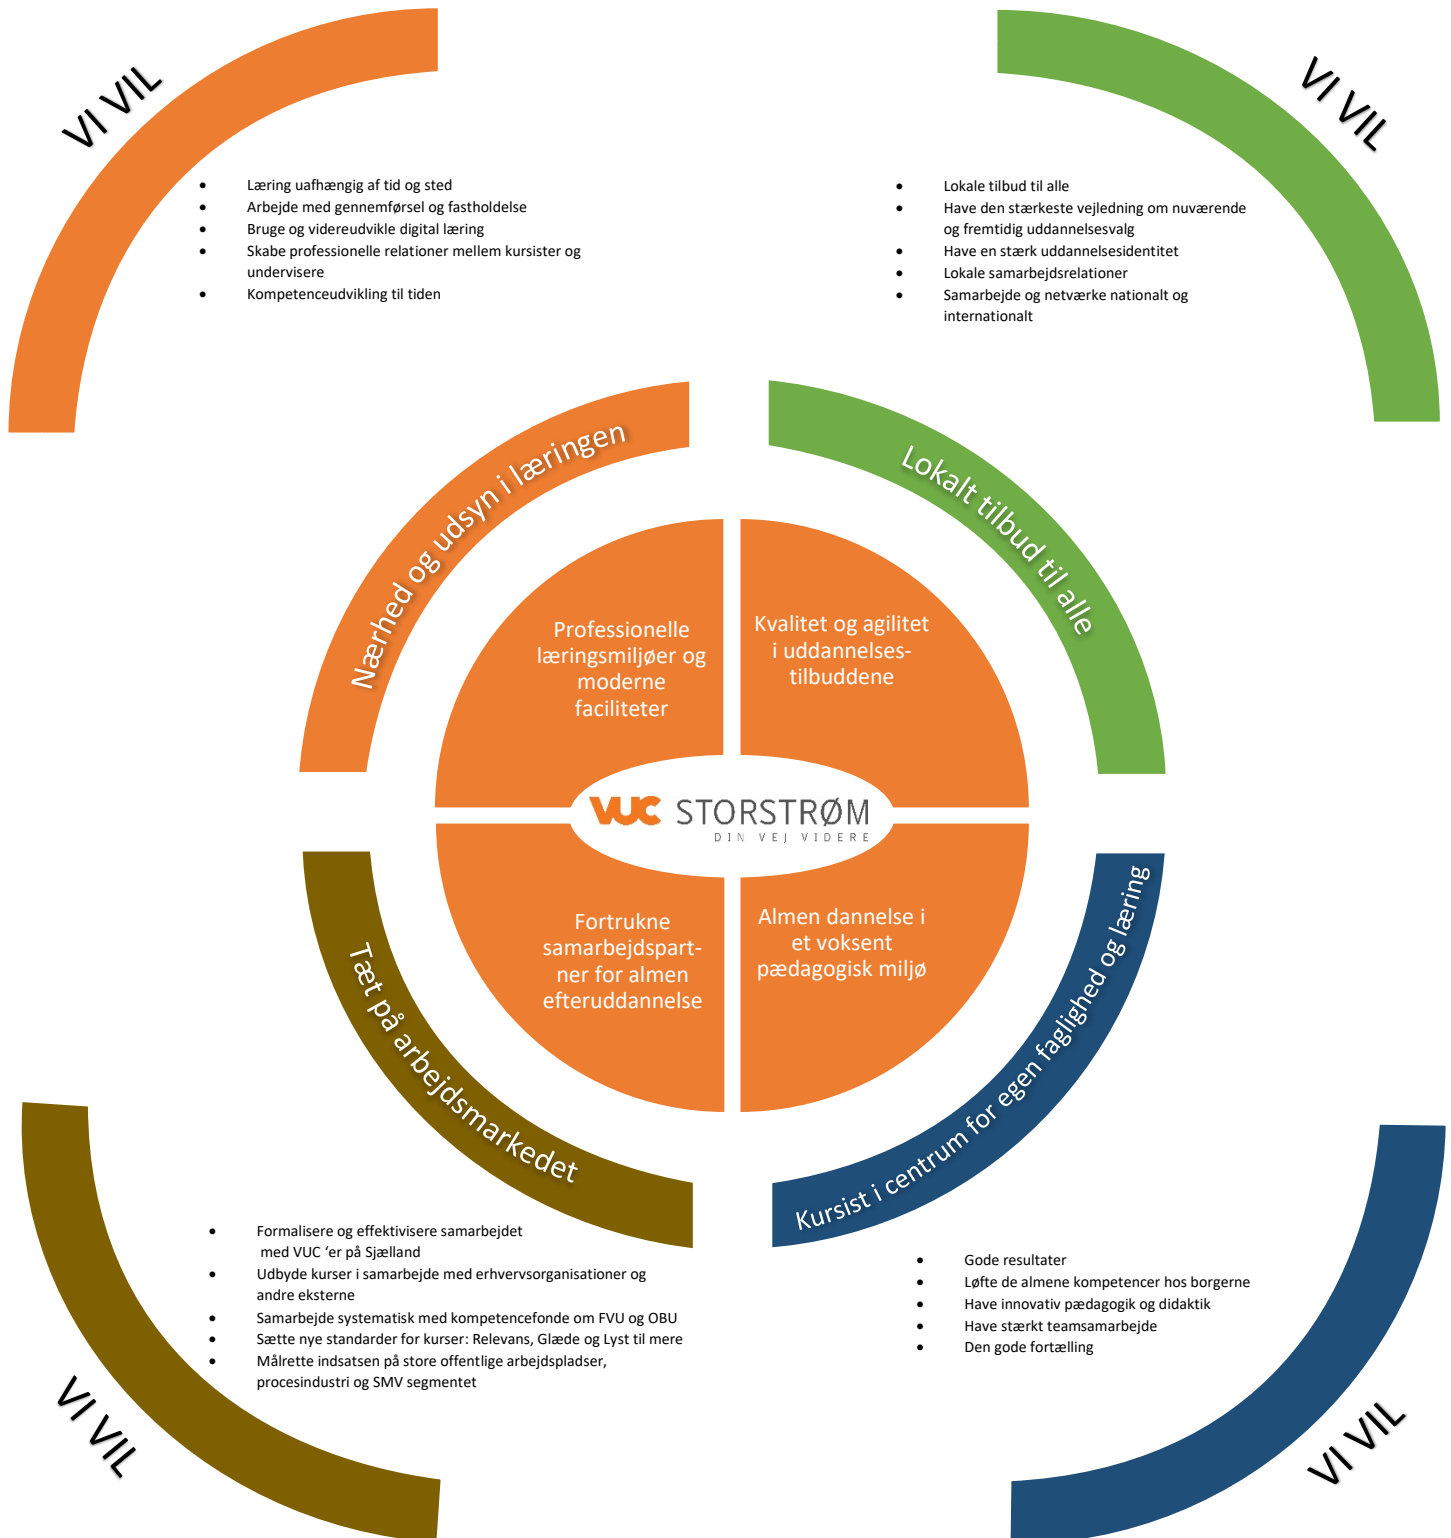 VI VIL
Læring uafhængig af tid og sted
Arbejde med gennemførsel og fastholdelse
Bruge og videreudvikle digital læring
Skabe professionelle relationer mellem kursister og
undervisere
Kompetenceudvikling til tiden
VI VIL
Lokale tilbud til alle
Have den stærkeste vejledning om nuværende
og fremtidig uddannelsesvalg
Have en stærk uddannelsesidentitet
Lokale samarbejdsrelationer
Samarbejde og netværke nationalt og
internationalt
Nærhed og udsyn i læringen
Lokalt tilbud til alle
Professionelle
læringsmiljøer og
moderne
faciliteter
Kvalitet og agilitet
i uddannelses-
tilbuddene
VUC STORSTRØM
DIN VEJ VIDERE
Fortrukne
samarbejdspart-
ner for almen
efteruddannelse
Almen dannelse i
et voksent
pædagogisk miljø
Tæt på arbejdsmarkedet
Kursist i centrum for egen faglighed og læring
Formalisere og effektivisere samarbejdet
med VUC ‘er på Sjælland
Udbyde kurser i samarbejde med erhvervsorganisationer og
andre eksterne
Samarbejde systematisk med kompetencefonde om FVU og OBU
Sætte nye standarder for kurser: Relevans, Glæde og Lyst til mere
Målrette indsatsen på store offentlige arbejdspladser,
procesindustri og SMV segmentet
VI VIL
Gode resultater
Løfte de almene kompetencer hos borgerne
Have innovativ pædagogik og didaktik
Have stærkt teamsamarbejde
Den gode fortælling
VI VIL